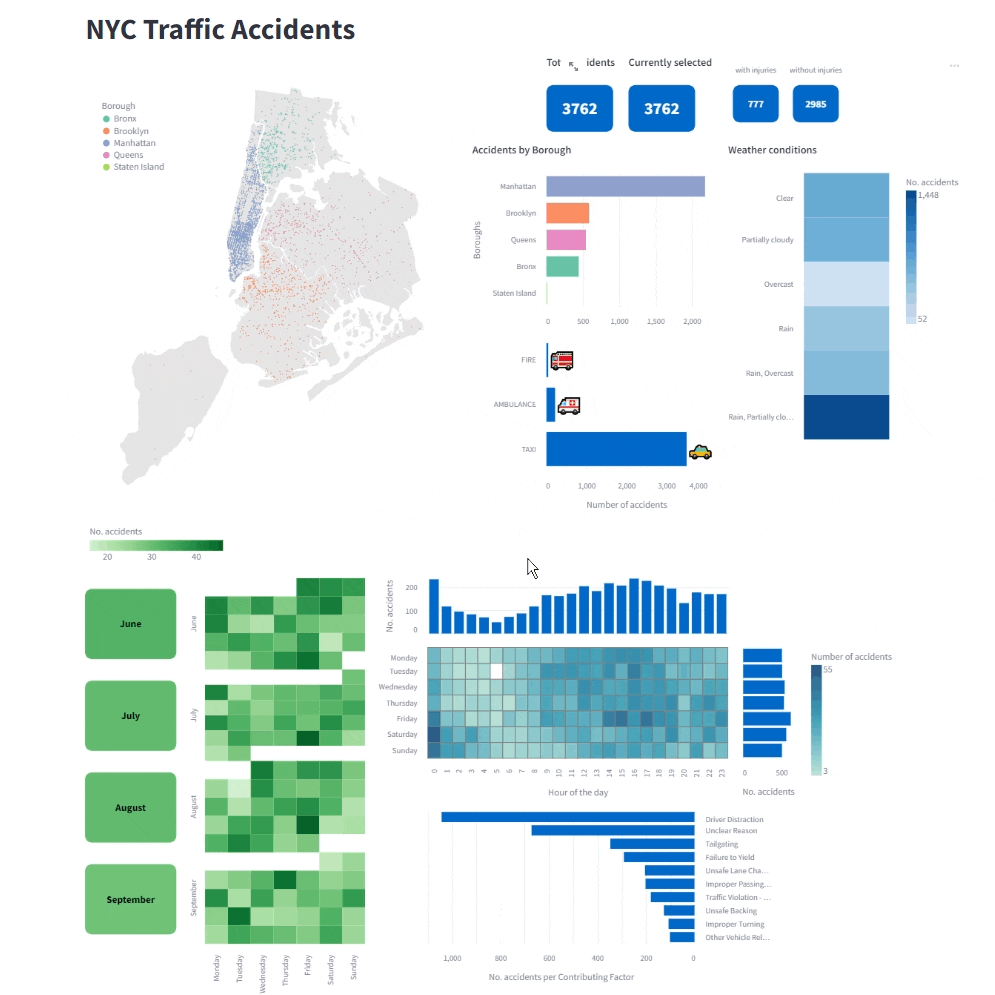 NYC Traffic Accidents
Tot idents Currently selected
with injuries without injuries
3762 3762 777 2985
Borough
Bronx
Brooklyn
Manhattan
Queens
Staten Island
Accidents by Borough
Boroughs
Manhattan
Brooklyn
Queens
Bronx
Staten Island
0 500 1,000 1,500 2,000
FIRE
AMBULANCE
TAXI
0 1,000 2,000 3,000 4,000
Number of accidents
Weather conditions
Clear
Partially cloudy
Overcast
Rain
Rain, Overcast
Rain, Partially clo...
No. accidents
1,448
52
No. accidents
20 30 40
June
July
August
September
June
July
August
September
Monday Tuesday Wednesday Thursday Friday Saturday Sunday
No. accidents
200
100
0
Monday
Tuesday
Wednesday
Thursday
Friday
Saturday
Sunday
0 1 2 3 4 5 6 7 8 9 10 11 12 13 14 15 16 17 18 19 20 21 22 23
Hour of the day
0 500
No. accidents
Number of accidents
55
3
Driver Distraction
Unclear Reason
Tailgating
Failure to Yield
Unsafe Lane Cha...
Improper Passing...
Traffic Violation - ...
Unsafe Backing
Improper Turning
Other Vehicle Rel...
1,000 800 600 400 200 0
No. accidents per Contributing Factor